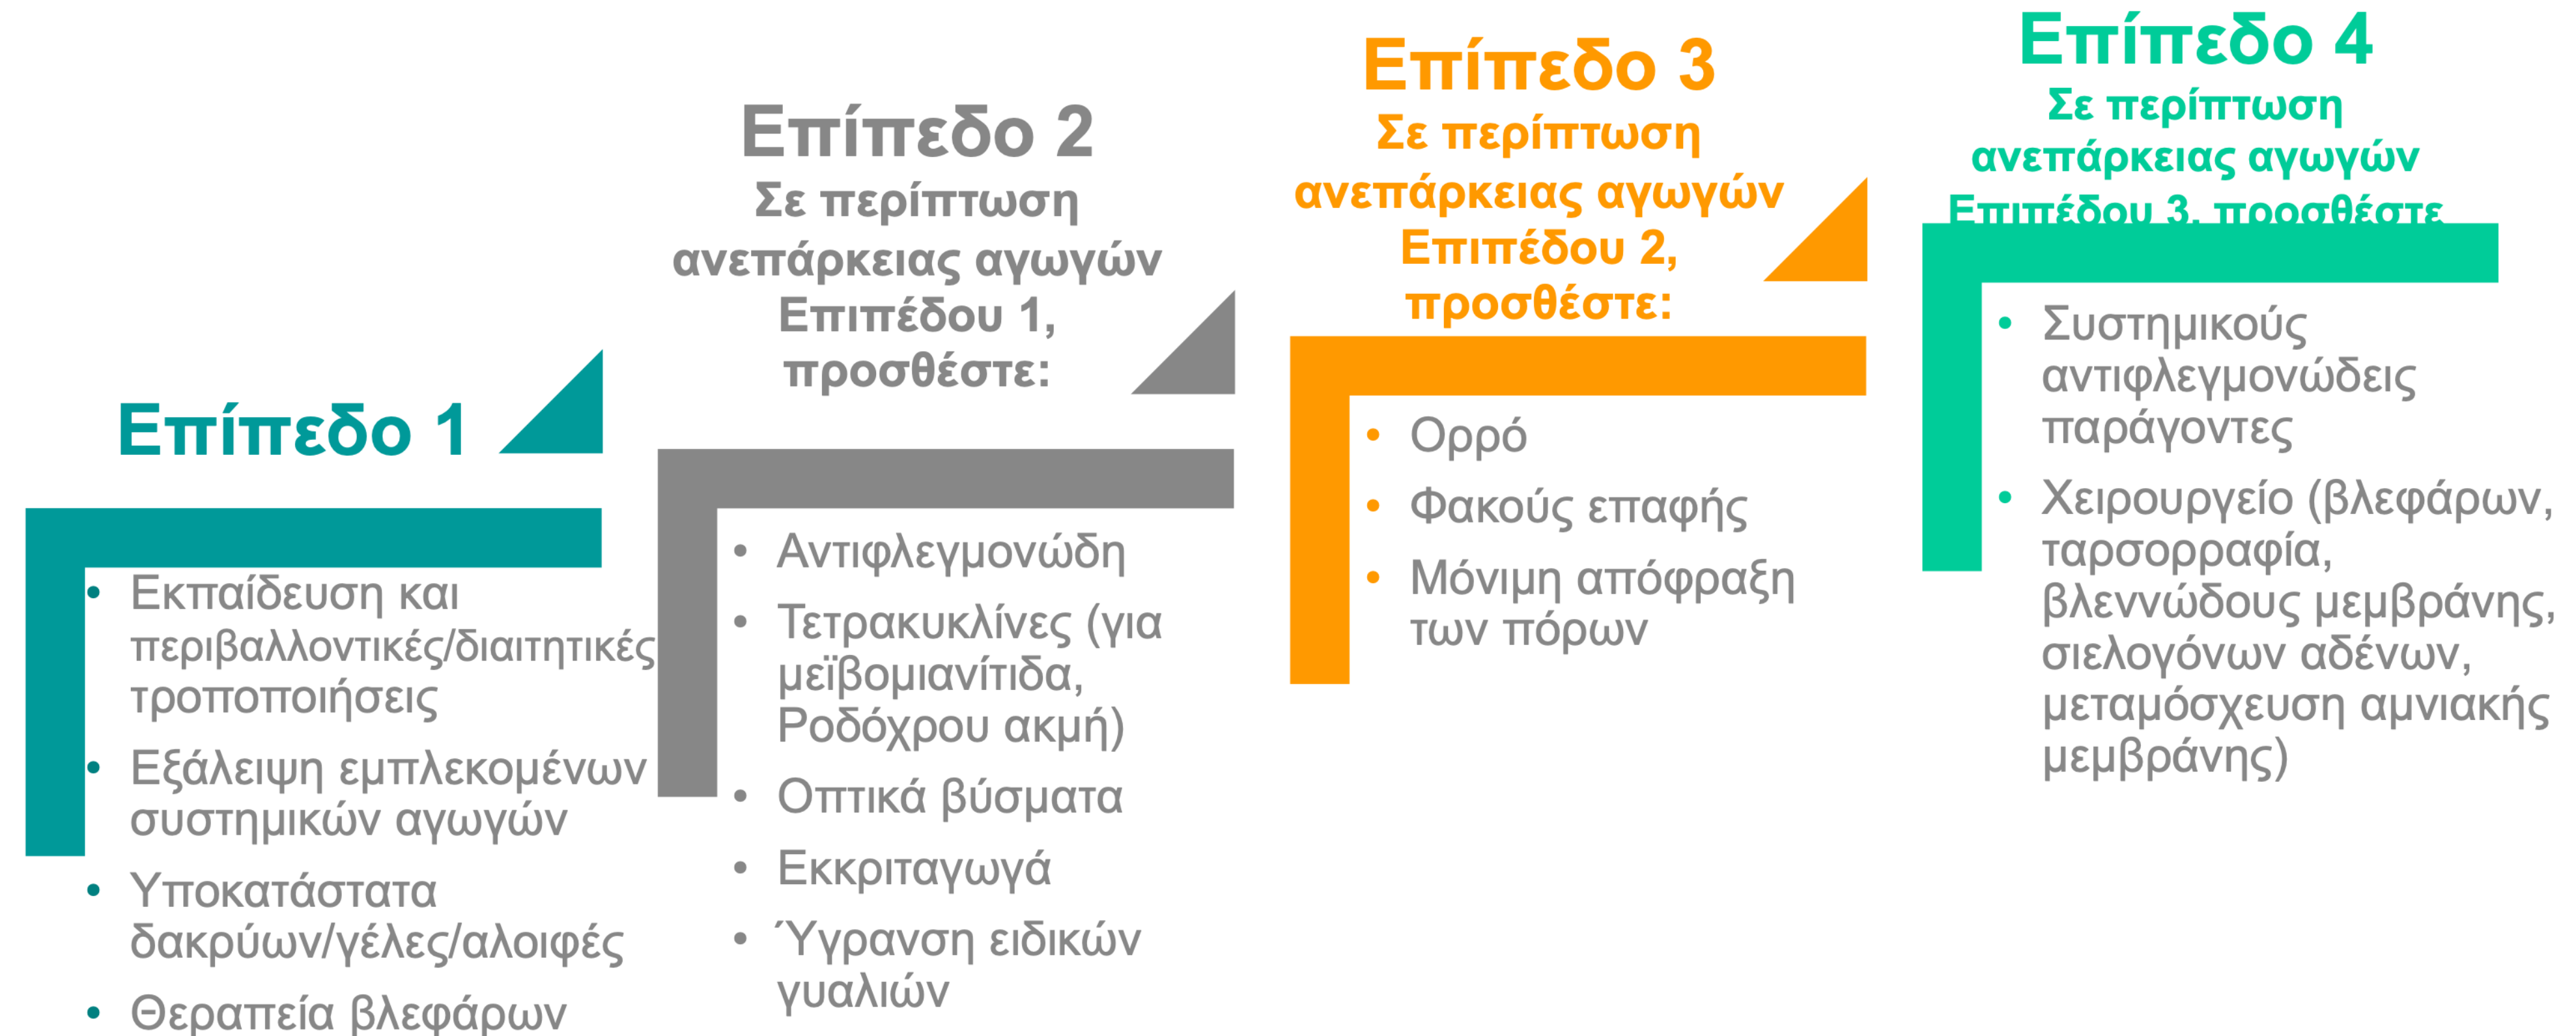 Επίπεδο 1
• Εκπαίδευση και
περιβαλλοντικές/διαιτητικές
τροποποιήσεις
• Εξάλειψη εμπλεκομένων
συστημικών αγωγών
• Υποκατάστατα
δακρύων/γέλες/αλοιφές
• Θεραπεία βλεφάρων
Επίπεδο 2
Σε περίπτωση
ανεπάρκειας αγωγών
Επιπέδου 1,
προσθέστε:
• Αντιφλεγμονώδη
• Τετρακυκλίνες (για
μεϊβομιανίτιδα,
Ροδόχρου ακμή)
• Οπτικά βύσματα
• Εκκριταγωγά
• Ύγρανση ειδικών
γυαλιών
Επίπεδο 3
Σε περίπτωση
ανεπάρκειας αγωγών
Επιπέδου 2,
προσθέστε:
• Ορρό
• Φακούς επαφής
• Μόνιμη απόφραξη
των πόρων
Επίπεδο 4
Σε περίπτωση
ανεπάρκειας αγωγών
Επιπέδου 3, προσθέστε
• Συστημικούς
αντιφλεγμονώδεις
παράγοντες
• Χειρουργείο (βλεφάρων,
ταρσορραφία,
βλεννώδους μεμβράνης,
σιελογόνων αδένων,
μεταμόσχευση αμνιακής
μεμβράνης)